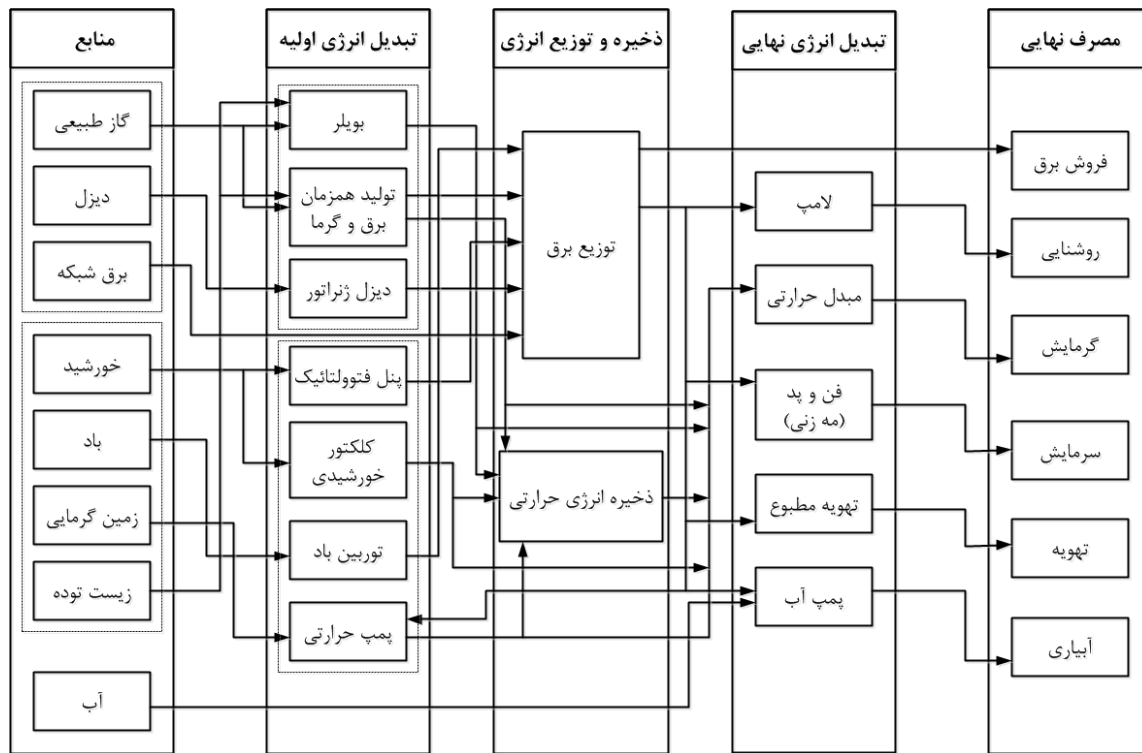 منابع
تبدیل انرژی اولیه
ذخیره و توزیع انرژی
تبدیل انرژی نهایی
مصرف نهایی
گاز طبیعی
دیزل
برق شبکه
خورشید
باد
زمین گرمایی
زیست توده
آب
بویلر
تولید همزمان
برق و گرما
دیزل ژنراتور
پنل فتوولتائیک
کلکتور
خورشیدی
توربین باد
پمپ حرارتی
توزیع برق
ذخیره انرژی حرارتی
لامپ
مبدل حرارتی
فن و پد
(مه زنی)
تهویه مطبوع
پمپ آب
فروش برق
روشنایی
گرمایش
سرمایش
تهویه
آبیاری